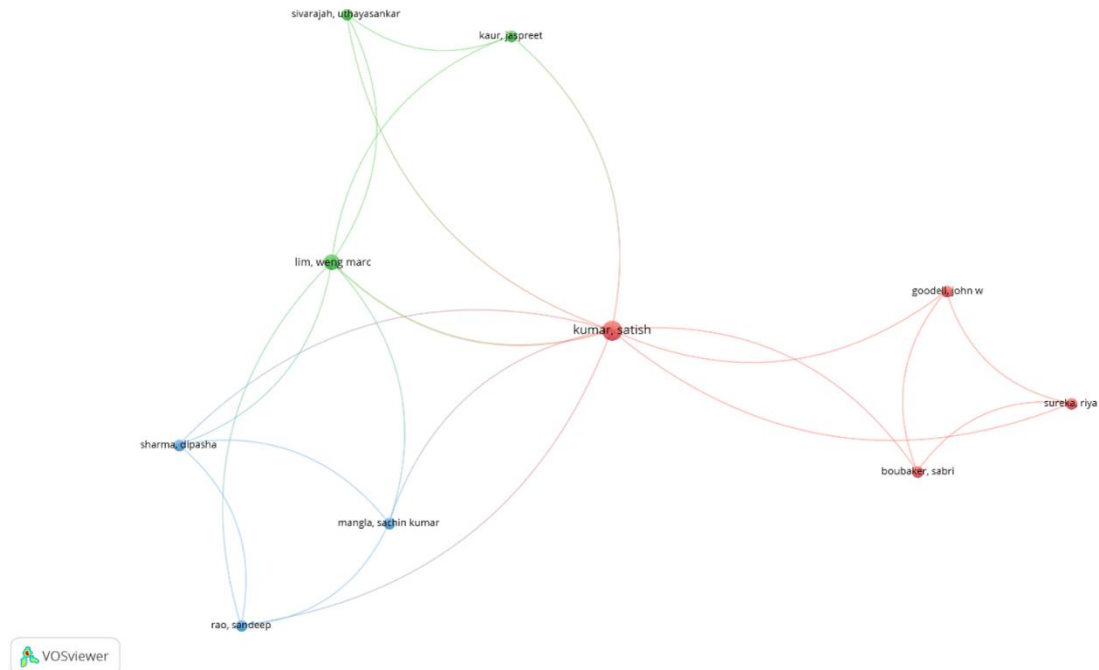 sivarajah, uthayasankar
kaur, jaspreet
lim, weng marc
goodell, john w
kumar, satish
sureka, riya
sharma, dipasha
boubaker, sabri
mangla, sachin kumar
rao, sandeep
VOSviewer